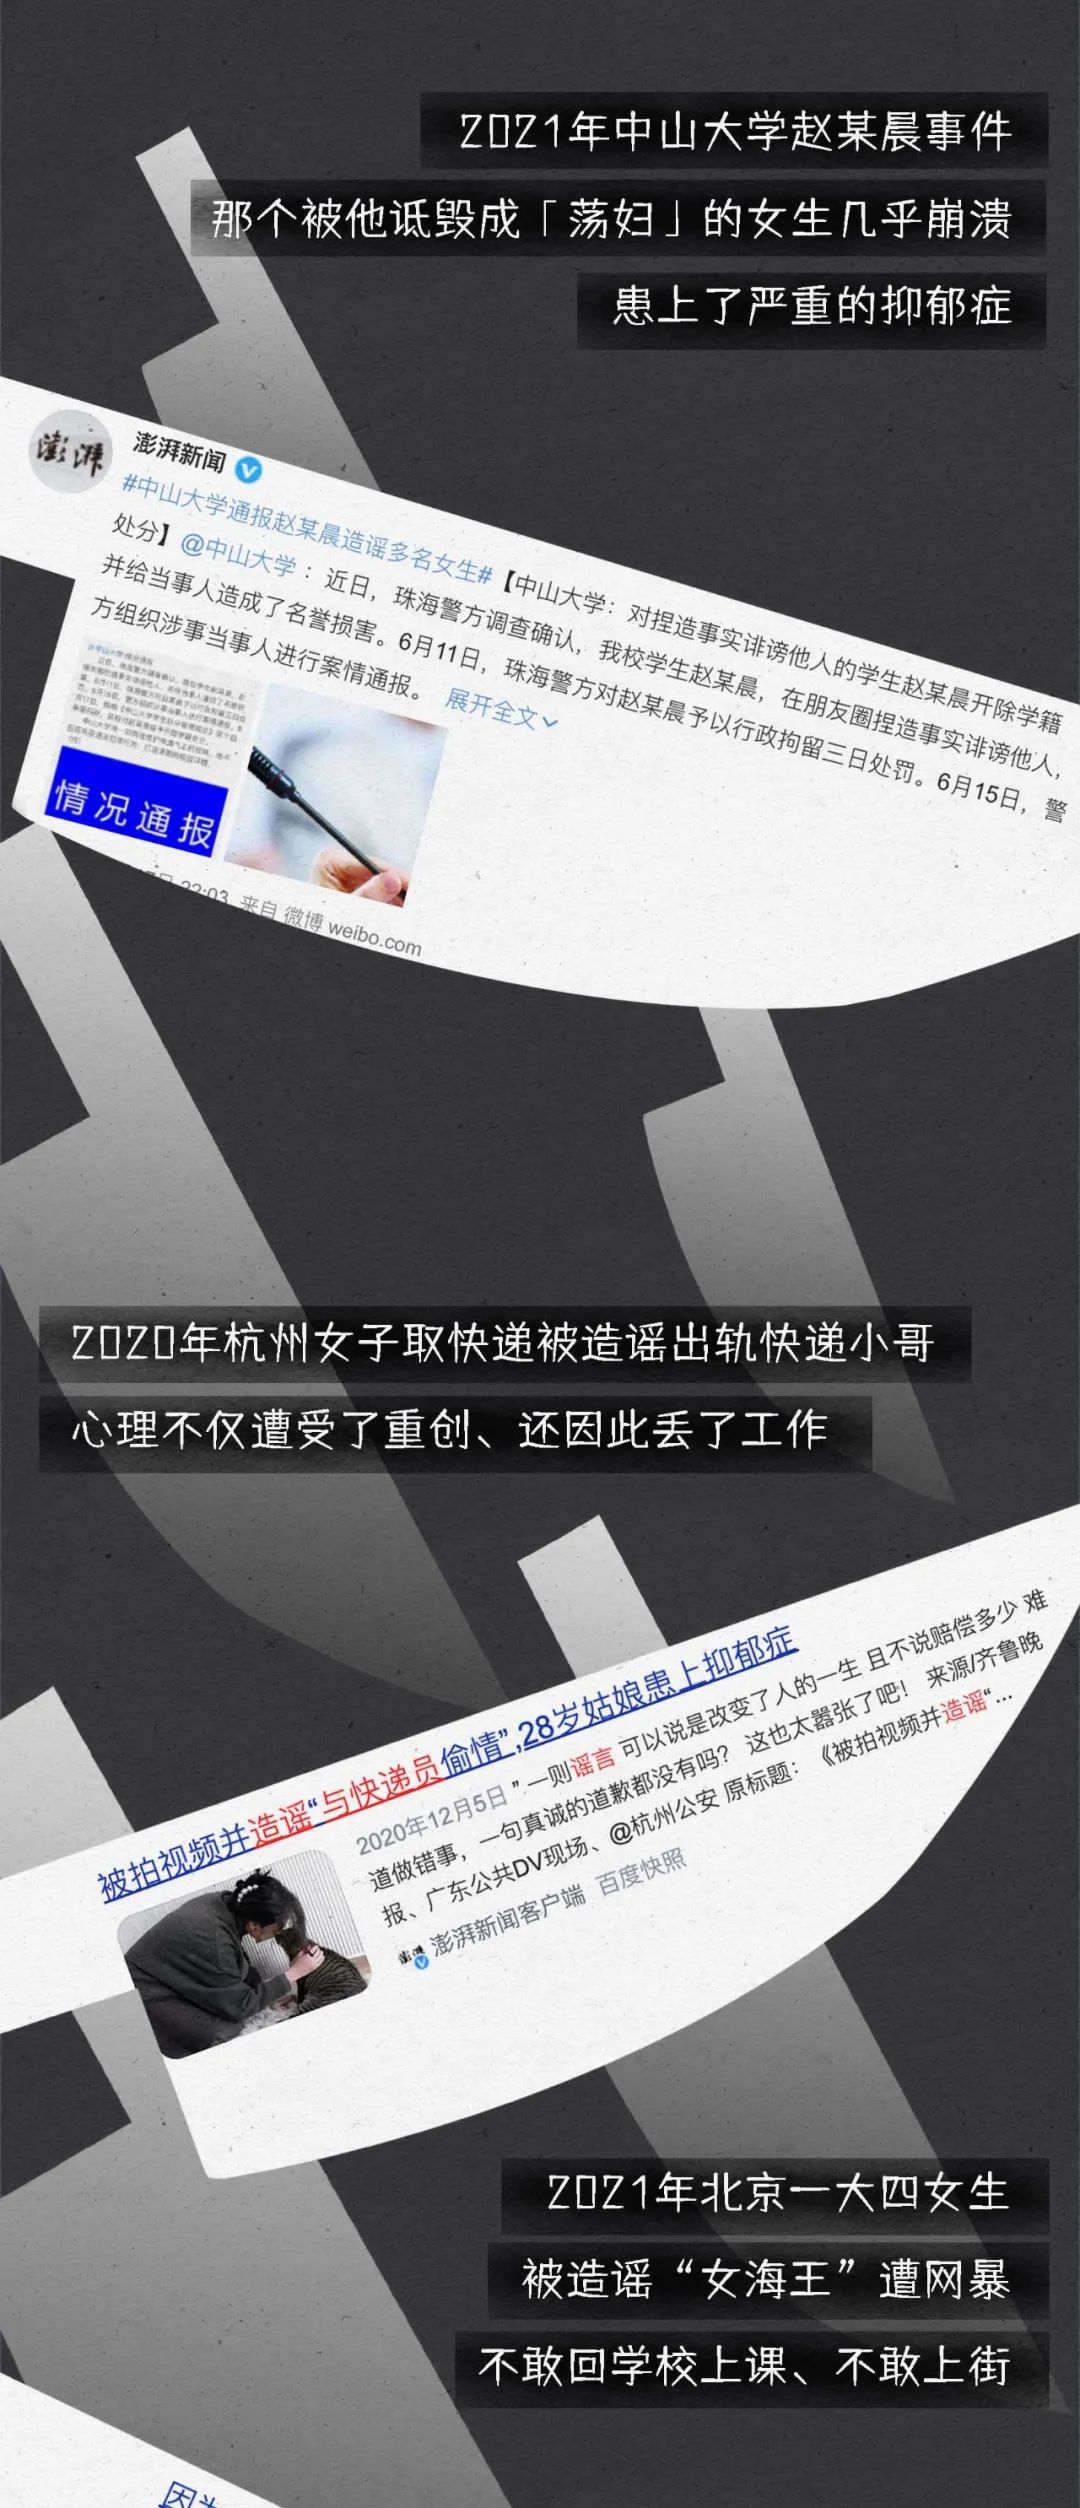 2021年中山大学赵某晨事件
那个被他诋毁成「荡妇」的女生几乎崩溃
患上了严重的抑郁症
澎湃
澎湃新闻
#中山大学通报赵某晨造谣多名女生#【中山大学：对捏造事实诽谤他人的学生赵某晨开除学籍
处分】@中山大学：近日，珠海警方调查确认，我校学生赵某晨，在朋友圈捏造事实诽谤他人，
并给当事人造成了名誉损害。6月11日，珠海警方对赵某晨予以行政拘留三日处罚。6月15日，警
方组织涉事当事人进行案情通报。 展开全文
情况通报
22:03 来自 微博 weibo.com
2020年杭州女子取快递被造谣出轨快递小哥
心理不仅遭受了重创、还因此丢了工作
被拍视频并造谣“与快递员偷情”,28岁姑娘患上抑郁症
2020年12月5日 ” 一则谣言 可以说是改变了人的一生 且不说赔偿多少 难
道做错事，一句真诚的道歉都没有吗？ 这也太嚣张了吧！ 来源/齐鲁晚
报、广东公共DV现场、@杭州公安 原标题：《被拍视频并造谣“...
澎湃新闻客户端 百度快照
2021年北京一大四女生
被造谣“女海王”遭网暴
不敢回学校上课、不敢上街
因为